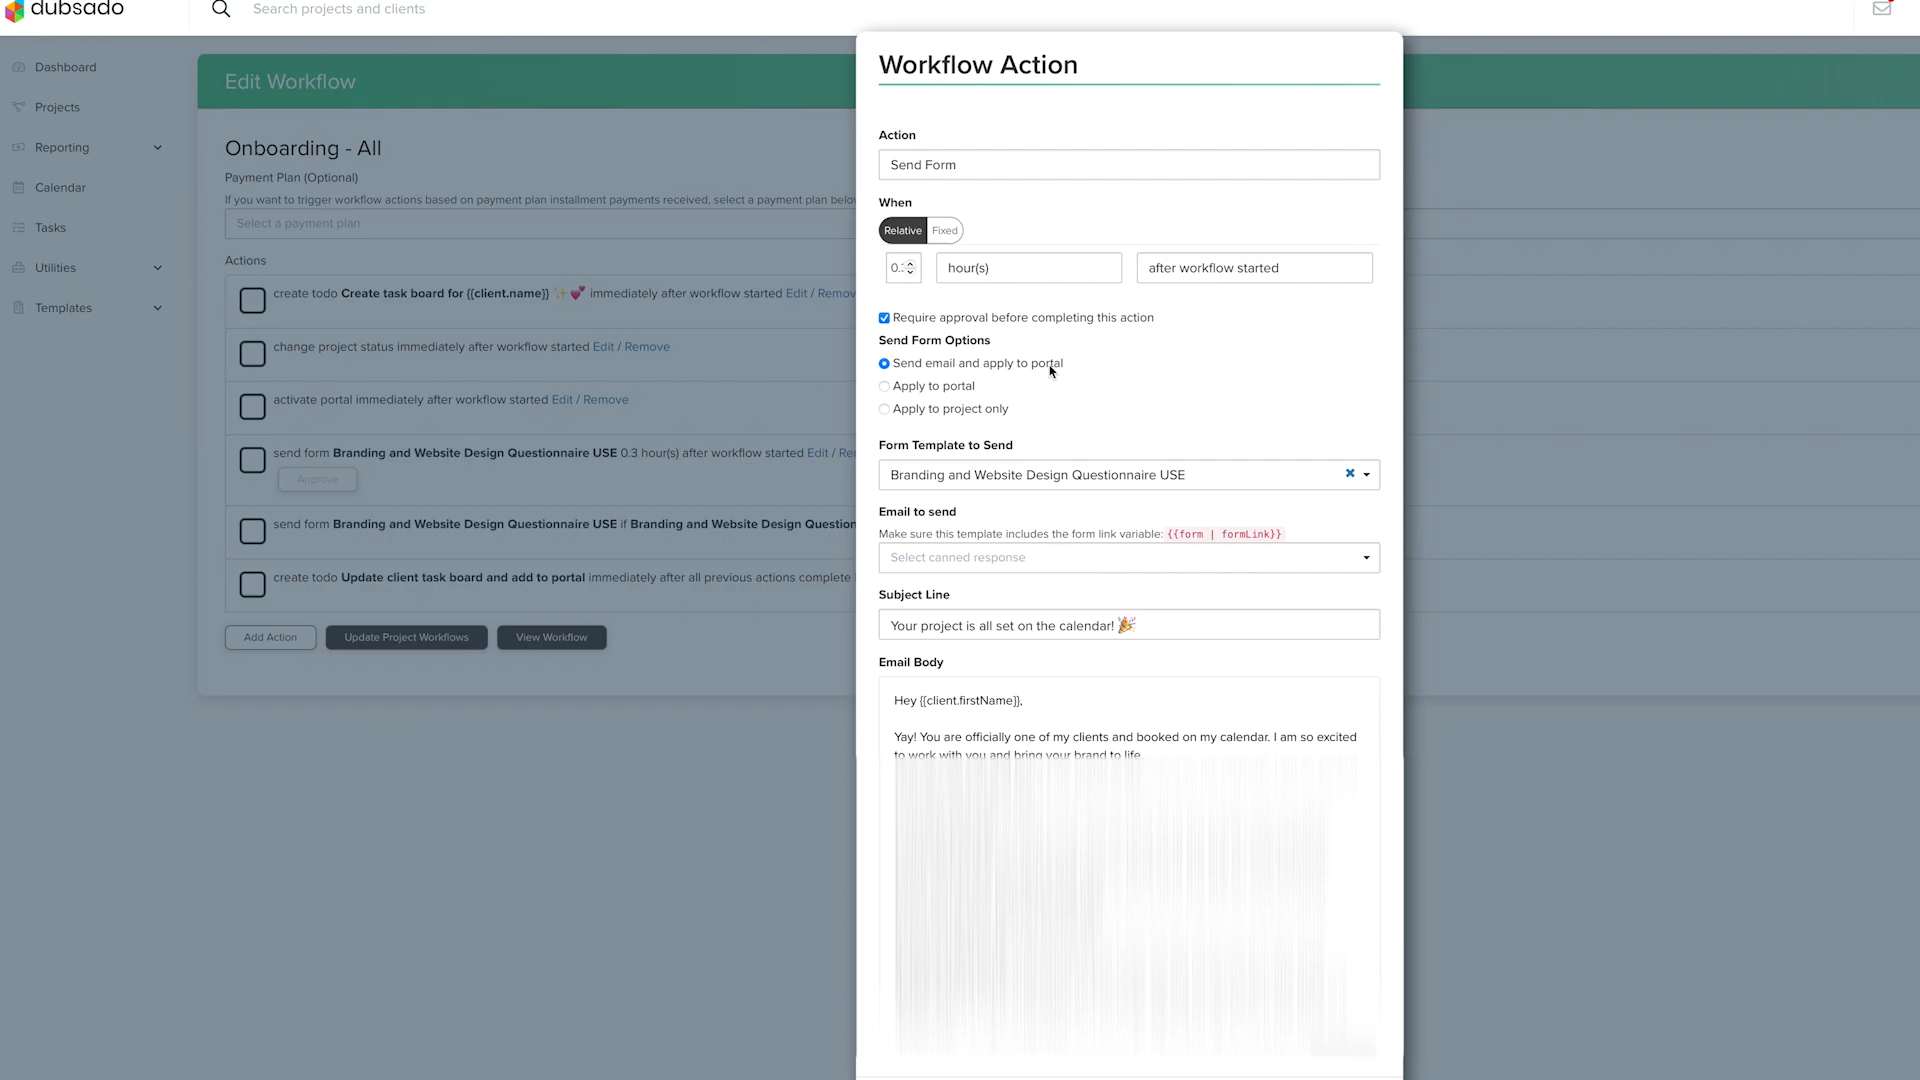 dubsado
Search projects and clients
Dashboard
Projects
Reporting
Calendar
Tasks
Utilities
Templates
Edit Workflow
Onboarding - All
Payment Plan (Optional)
If you want to trigger workflow actions based on payment plan installment payments received, select a payment plan
Select a payment plan
Actions
create todo Create task board for {{client.name}} ✨💕 immediately after workflow started Edit / Remov
change project status immediately after workflow started Edit / Remove
activate portal immediately after workflow started Edit / Remove
send form Branding and Website Design Questionnaire USE 0.3 hour(s) after workflow started Edit / Re
Approve
send form Branding and Website Design Questionnaire USE if Branding and Website Design Question
create todo Update client task board and add to portal immediately after all previous actions complete
Add Action
Update Project Workflows
View Workflow
Workflow Action
Action
Send Form
When
Relative
Fixed
0.
hour(s)
after workflow started
Require approval before completing this action
Send Form Options
Send email and apply to portal
Apply to portal
Apply to project only
Form Template to Send
Branding and Website Design Questionnaire USE
Email to send
Make sure this template includes the form link variable: {{form | formLink}}
Select canned response
Subject Line
Your project is all set on the calendar! 🎉
Email Body
Hey {{client.firstName}},
Yay! You are officially one of my clients and booked on my calendar. I am so excited
to work with you and bring your brand to life.